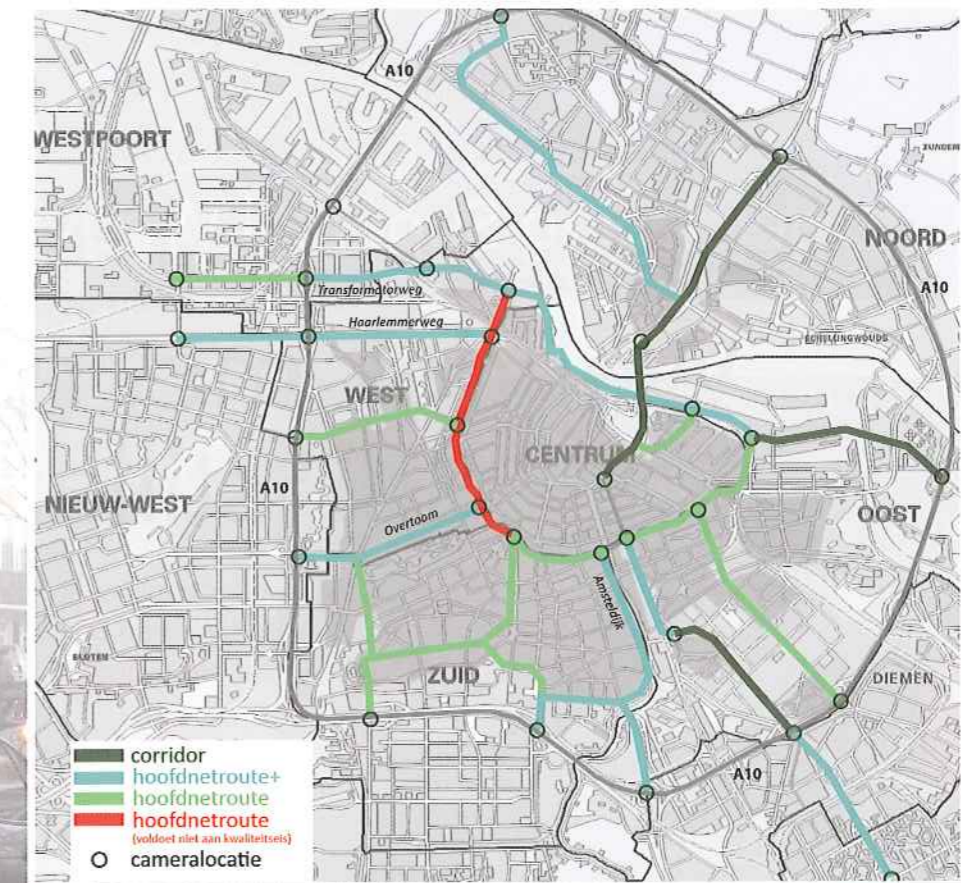 A10
WESTPOORT
ZUNDERD
NOORD
A10
Transformatorweg
Haarlemmerweg
SCHELLINGWOUDE
WEST
CENTRUM
A10
NIEUW-WEST
Overtoom
OOST
Amsteldijk
SLOTEN
ZUID
DIEMEN
A10
corridor
hoofdnetroute+
hoofdnetroute
hoofdnetroute
(voldoet niet aan kwaliteitseis)
cameralocatie